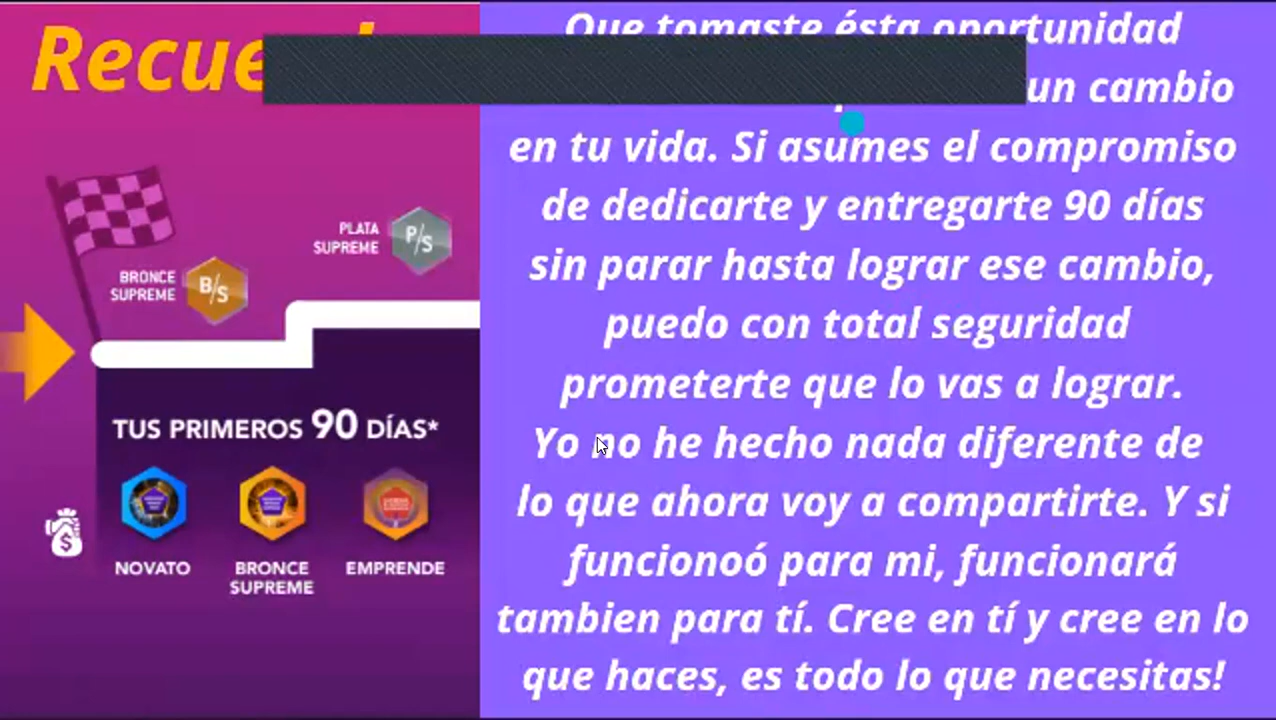 Que tomaste ésta oportunidad
un cambio
en tu vida. Si asumes el compromiso
de dedicarte y entregarte 90 días
sin parar hasta lograr ese cambio,
puedo con total seguridad
prometerte que lo vas a lograr.
Yo no he hecho nada diferente de
lo que ahora voy a compartirte. Y si
funcionoó para mi, funcionará
tambien para tí. Cree en tí y cree en lo
que haces, es todo lo que necesitas!
PLATA
SUPREME
P/S
BRONCE
SUPREME
B/S
TUS PRIMEROS 90 DÍAS*
$
NOVATO
BRONCE
SUPREME
EMPRENDE